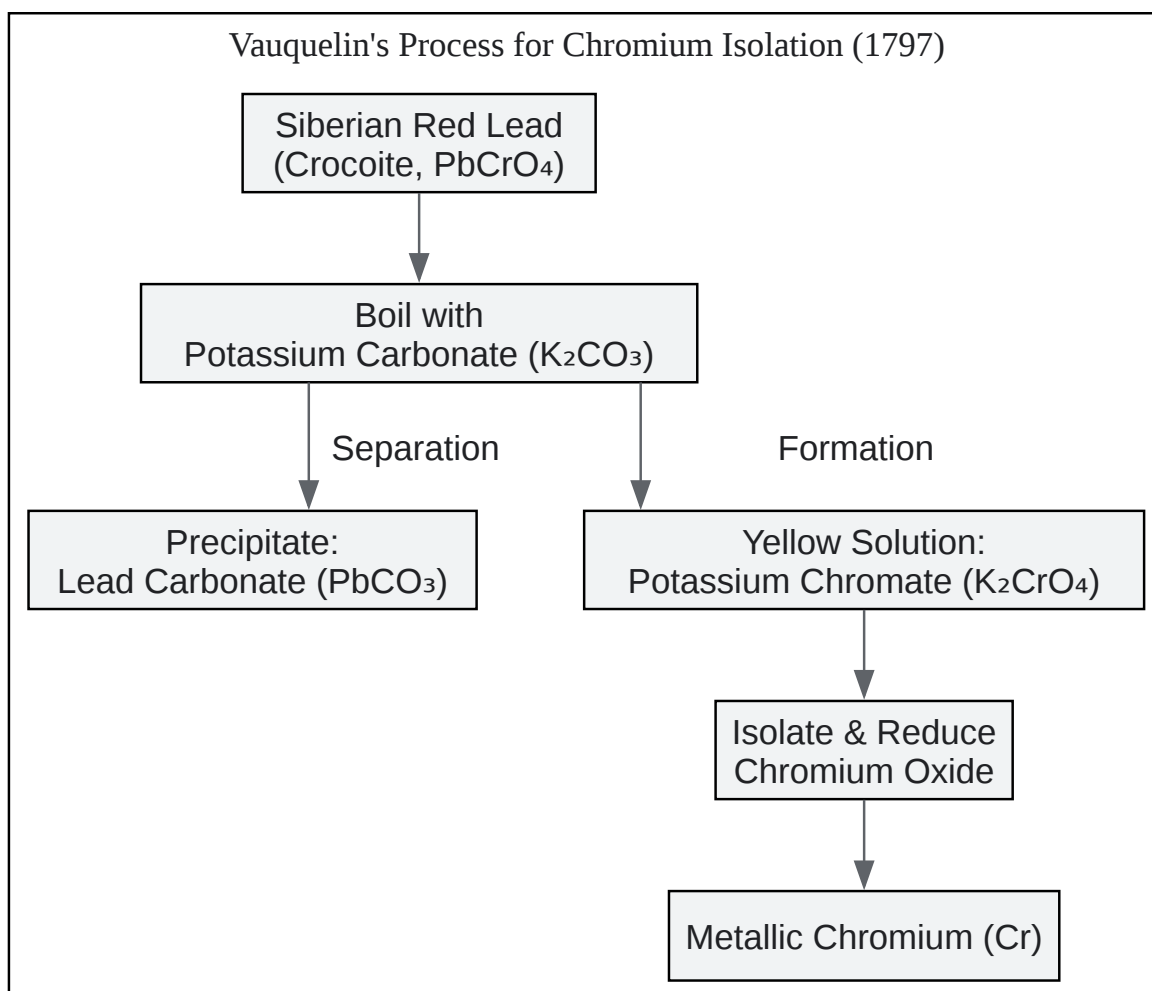 Vauquelin's Process for Chromium Isolation (1797)
Siberian Red Lead
(Crocoite, PbCrO₄)
Boil with
Potassium Carbonate (K₂CO₃)
Separation
Formation
Precipitate:
Lead Carbonate (PbCO₃)
Yellow Solution:
Potassium Chromate (K₂CrO₄)
Isolate & Reduce
Chromium Oxide
Metallic Chromium (Cr)